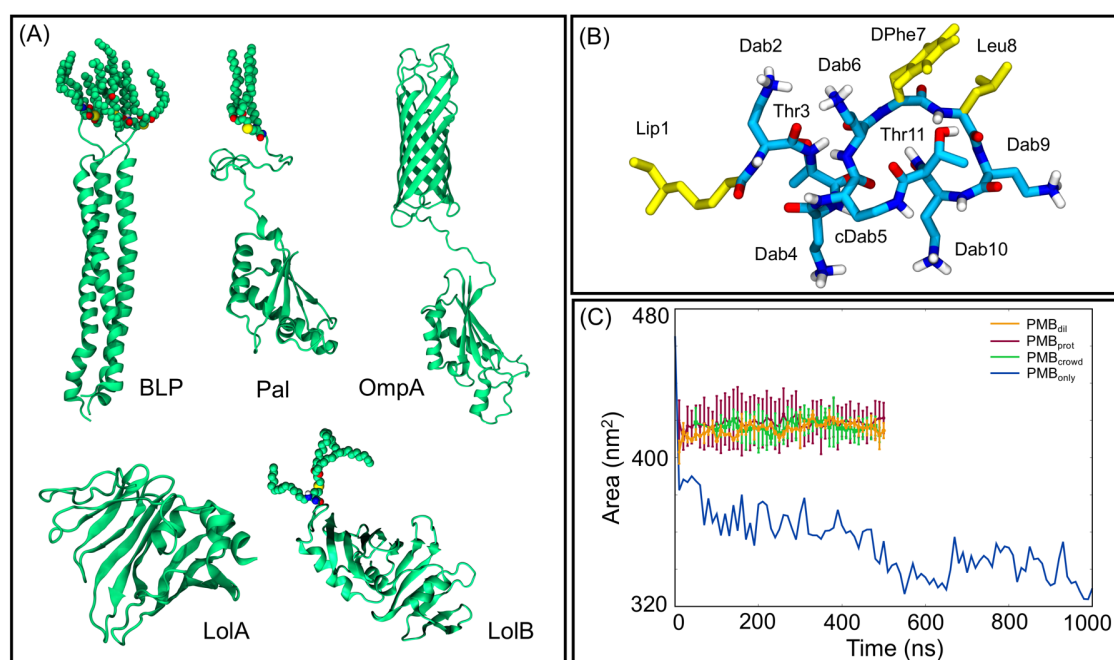 (A)
BLP
Pal
OmpA
LolA
LolB
(B)
DPhe7
Dab2
Leu8
Dab6
Thr3
Lip1
Thr11
Dab9
Dab4
cDab5
Dab10
(C)
480
PMBdil
PMBprot
PMBcrowd
PMBonly
Area (nm2)
400
320
0 200 400 600 800 1000
Time (ns)